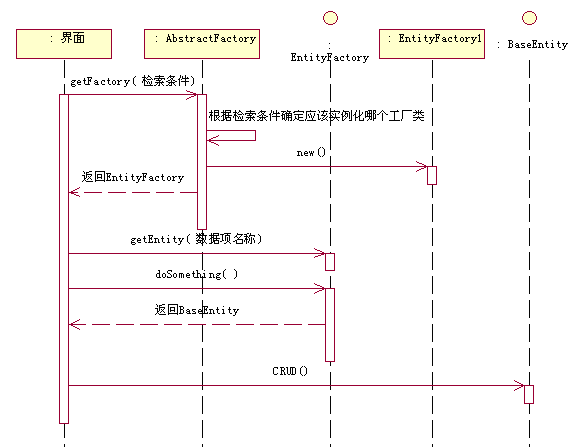 : 界面
: AbstractFactory
:
EntityFactory
: EntityFactory1
: BaseEntity
getFactory( 检索条件)
根据检索条件确定应该实例化哪个工厂类
new()
返回EntityFactory
getEntity( 数据项名称)
doSomething( )
返回BaseEntity
CRUD()